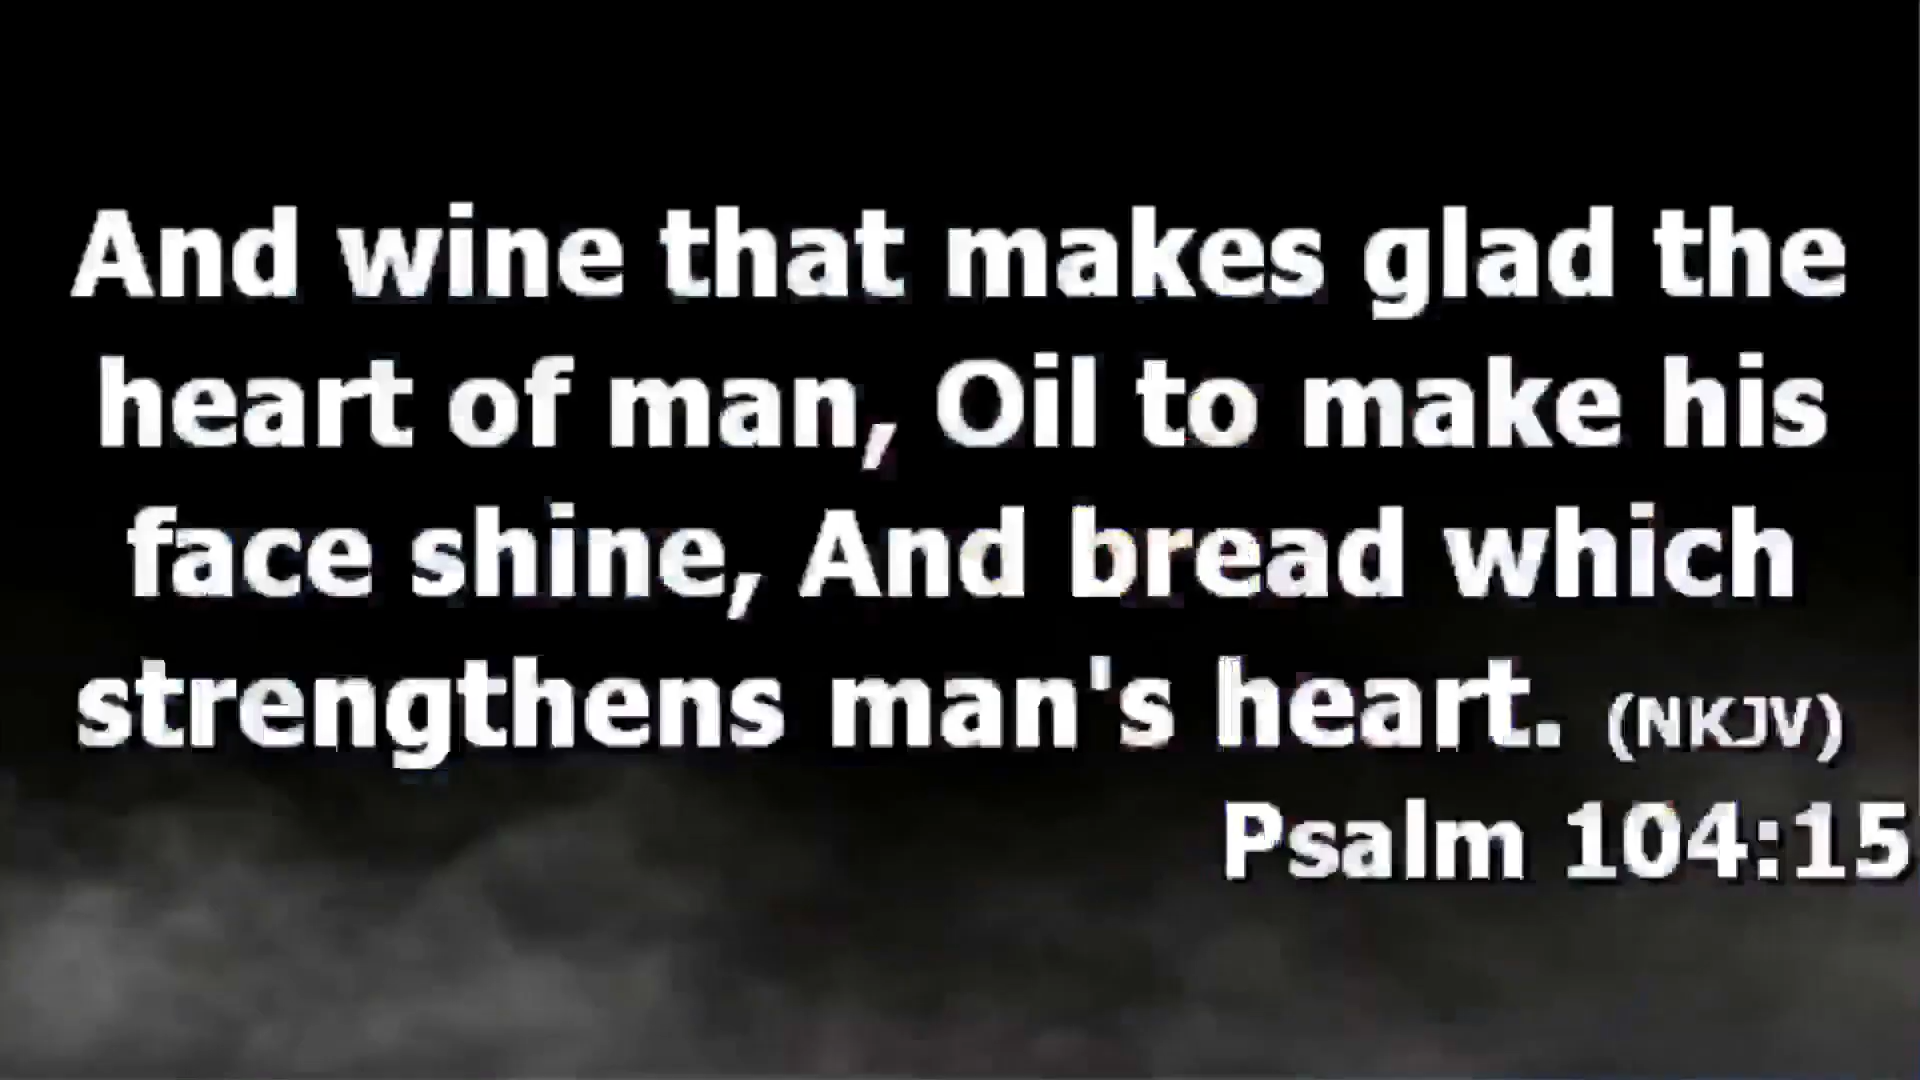 And wine that makes glad the
heart of man, Oil to make his
face shine, And bread which
strengthens man's heart. (NKJV)
Psalm 104:15